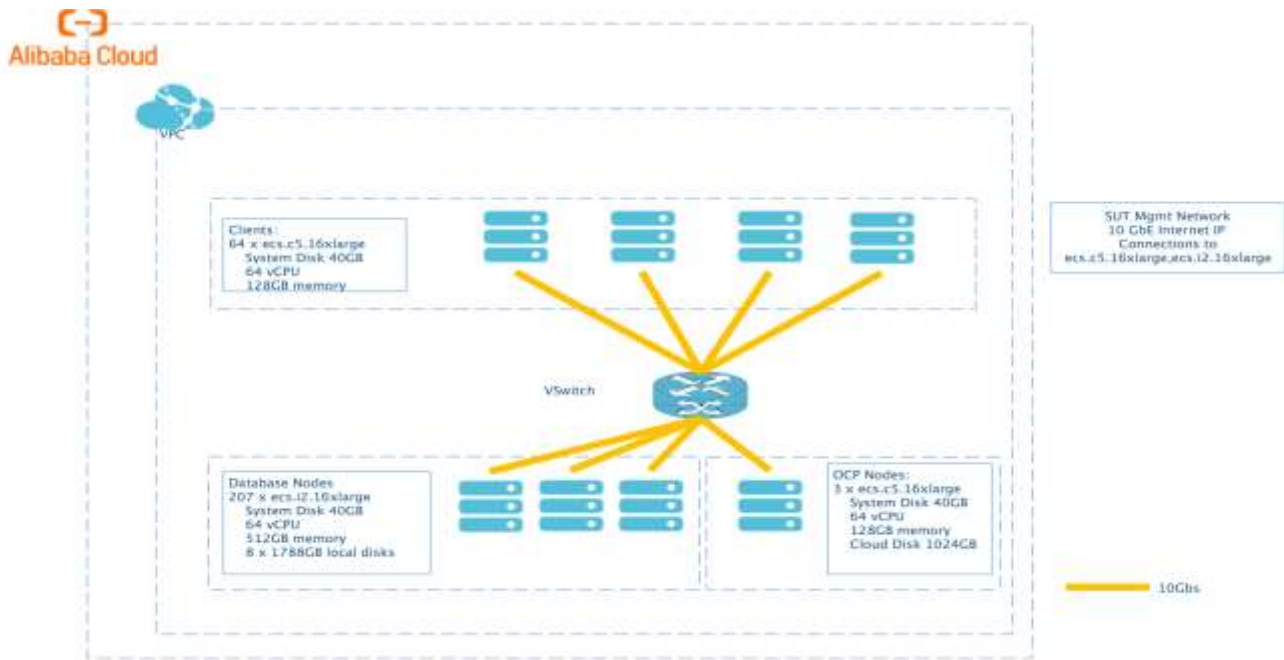 Alibaba Cloud
VPC
Clients:
64 x ecs.c5.16xlarge
System Disk 40GB
64 vCPU
128GB memory
SUT Mgmt Network
10 GbE Internet IP
Connections to
ecs.c5.16xlarge,ecs.i2.16xlarge
VSwitch
Database Nodes
207 x ecs.i2.16xlarge
System Disk 40GB
64 vCPU
512GB memory
8 x 1788GB local disks
OCP Nodes:
3 x ecs.c5.16xlarge
System Disk 40GB
64 vCPU
128GB memory
Cloud Disk 1024GB
10Gbs